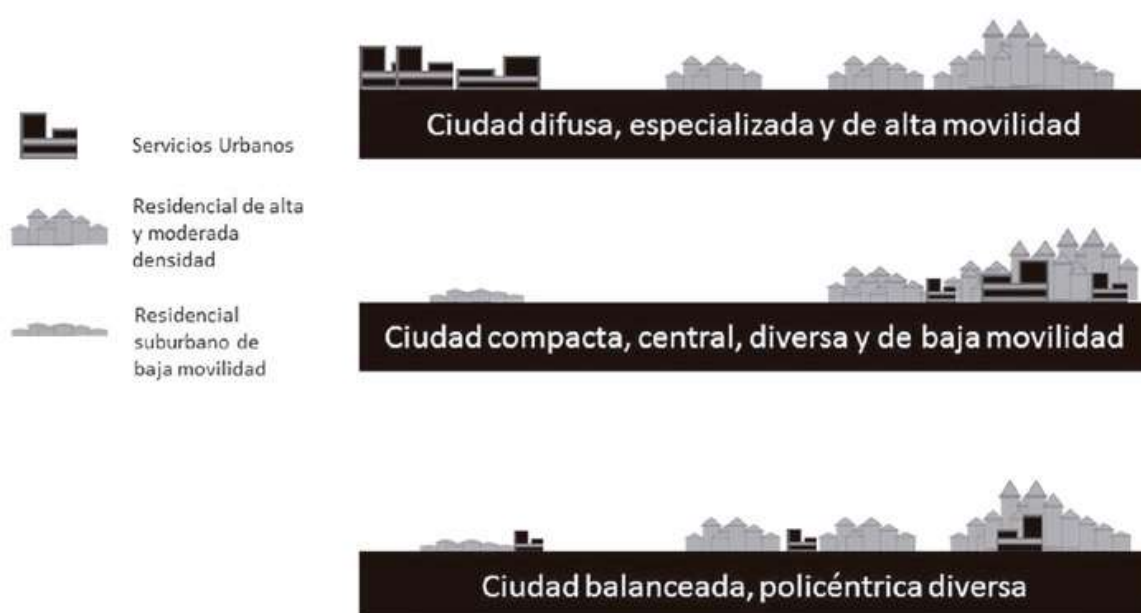 Servicios Urbanos
Residencial de alta
y moderada
densidad
Residencial
suburbano de
baja movilidad
Ciudad difusa, especializada y de alta movilidad
Ciudad compacta, central, diversa y de baja movilidad
Ciudad balanceada, policéntrica diversa